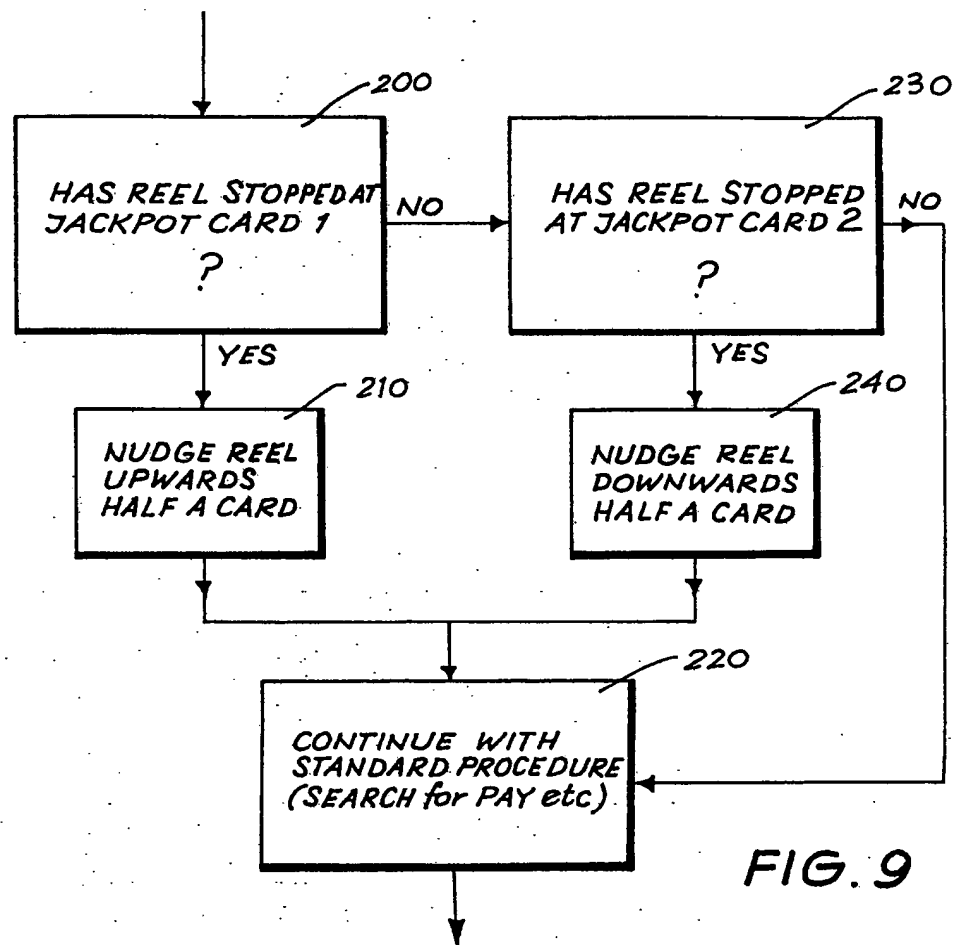 200
HAS REEL STOPPED AT
JACKPOT CARD 1
?
NO
YES
230
HAS REEL STOPPED
AT JACKPOT CARD 2
?
NO
YES
210
NUDGE REEL
UPWARDS
HALF A CARD
240
NUDGE REEL
DOWNWARDS
HALF A CARD
220
CONTINUE WITH
STANDARD PROCEDURE
(SEARCH for PAY etc)
FIG. 9